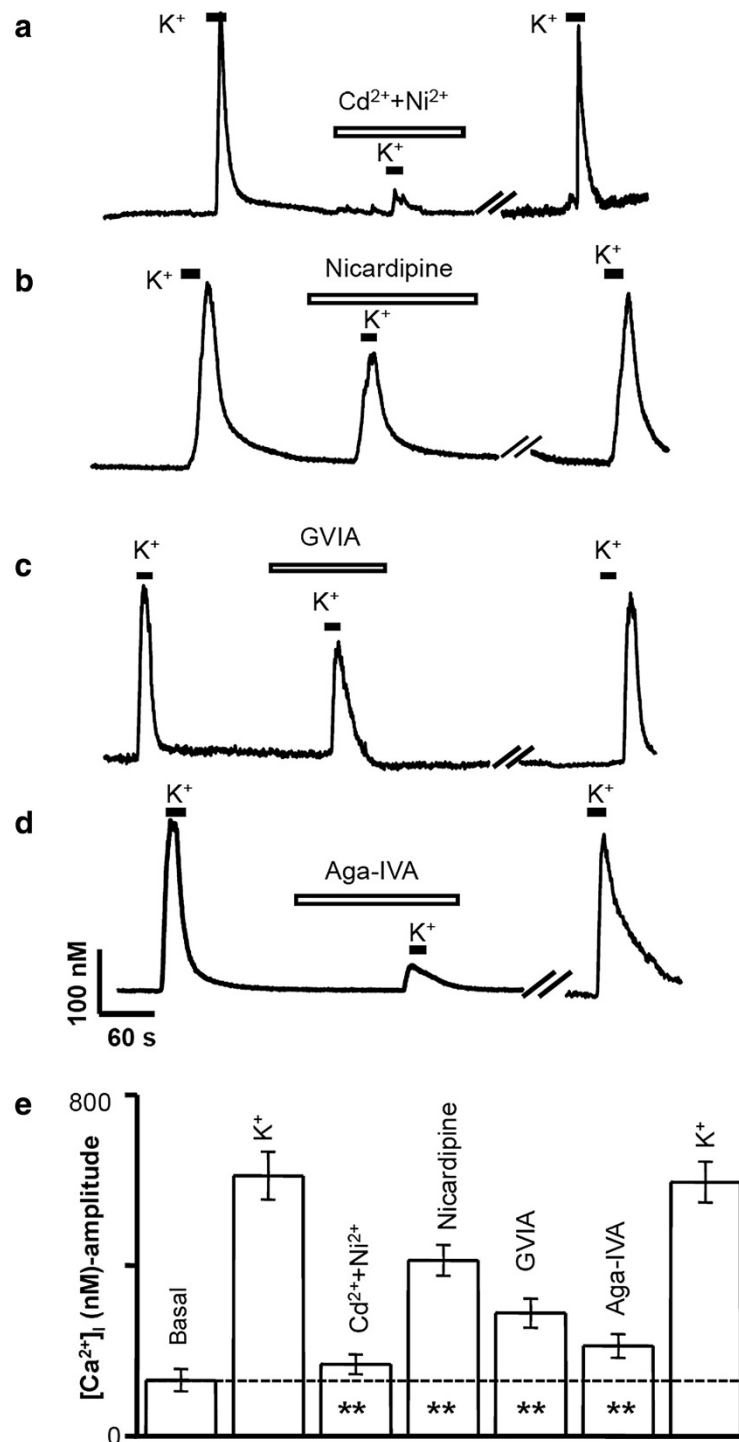 a
K⁺
K⁺
Cd²⁺+Ni²⁺
K⁺
b
K⁺
Nicardipine
K⁺
K⁺
c
K⁺
GVIA
K⁺
K⁺
d
K⁺
K⁺
Aga-IVA
K⁺
100 nM
60 s
e
800
0
[Ca²⁺]I (nM)-amplitude
Basal
K⁺
Cd²⁺+Ni²⁺
Nicardipine
GVIA
Aga-IVA
K⁺
** ** ** **